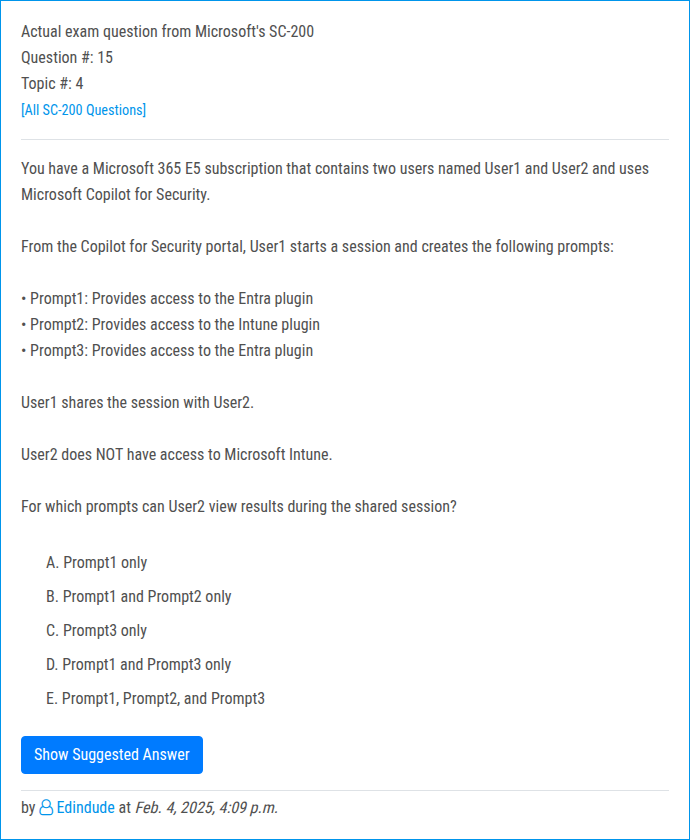 Actual exam question from Microsoft's SC-200
Question #: 15
Topic #: 4
[All SC-200 Questions]
You have a Microsoft 365 E5 subscription that contains two users named User1 and User2 and uses
Microsoft Copilot for Security.
From the Copilot for Security portal, User1 starts a session and creates the following prompts:
• Prompt1: Provides access to the Entra plugin
• Prompt2: Provides access to the Intune plugin
• Prompt3: Provides access to the Entra plugin
User1 shares the session with User2.
User2 does NOT have access to Microsoft Intune.
For which prompts can User2 view results during the shared session?
A. Prompt1 only
B. Prompt1 and Prompt2 only
C. Prompt3 only
D. Prompt1 and Prompt3 only
E. Prompt1, Prompt2, and Prompt3
Show Suggested Answer
by Edindude at Feb. 4, 2025, 4:09 p.m.